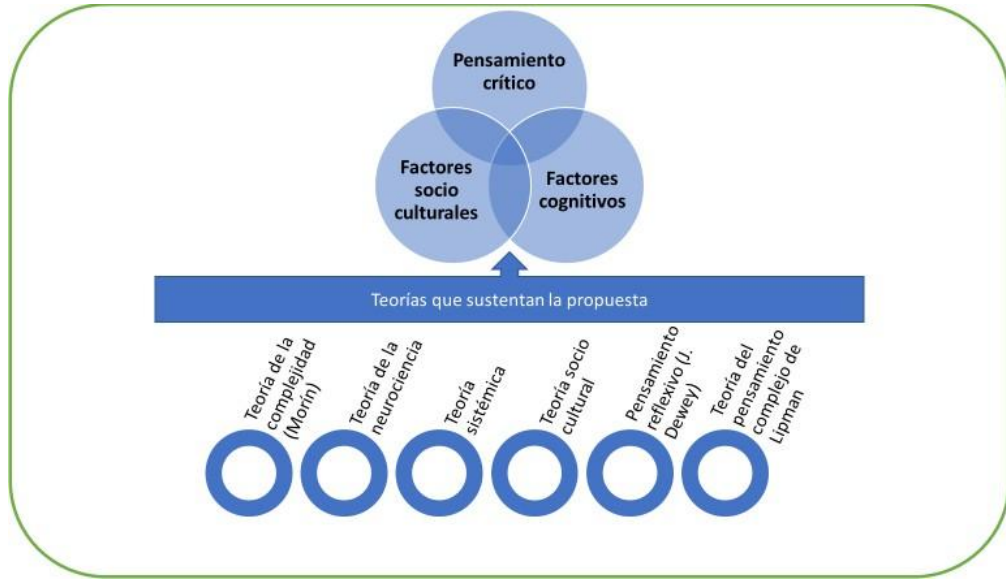 Pensamiento
crítico
Factores
socio
culturales
Factores
cognitivos
Teorías que sustentan la propuesta
Teoría de la
complejidad
(Morín)
Teoría de la
neurociencia
Teoría
sistémica
Teoría socio
cultural
Pensamiento
reflexivo (J.
Dewey)
Teoría del
pensamiento
complejo de
Lipman